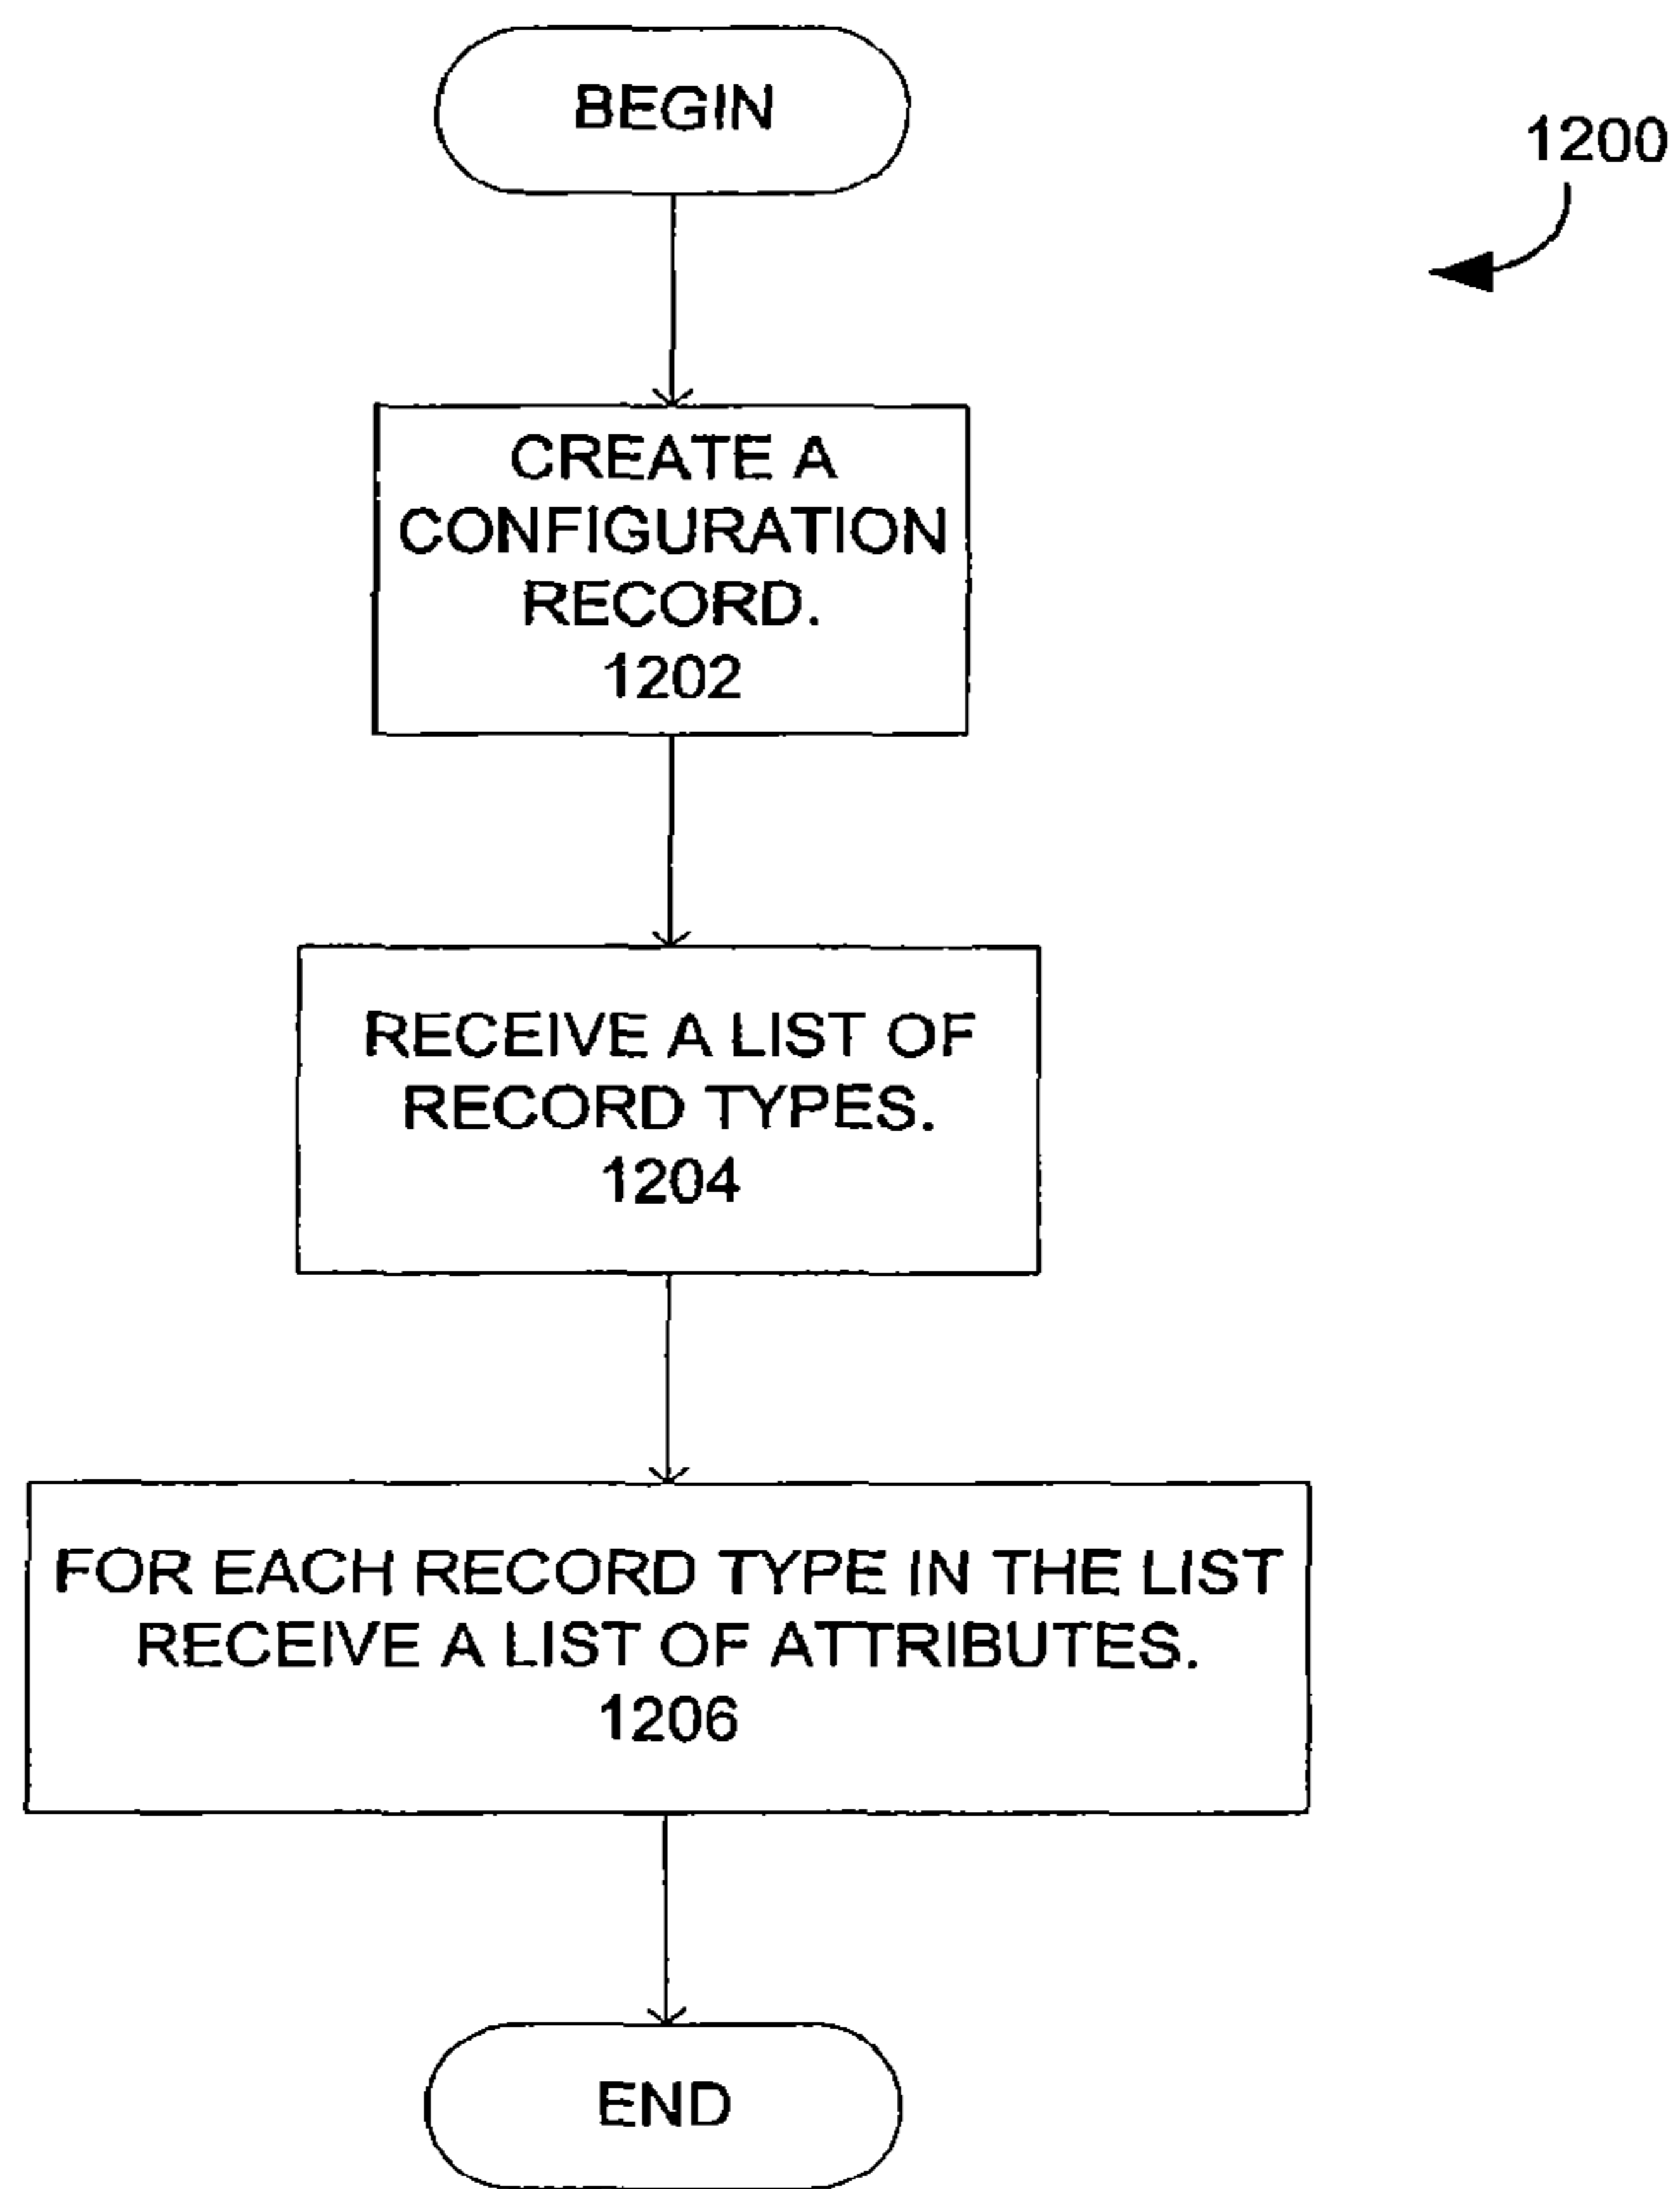 BEGIN
1200
CREATE A
CONFIGURATION
RECORD.
1202
RECEIVE A LIST OF
RECORD TYPES.
1204
FOR EACH RECORD TYPE IN THE LIST
RECEIVE A LIST OF ATTRIBUTES.
1206
END